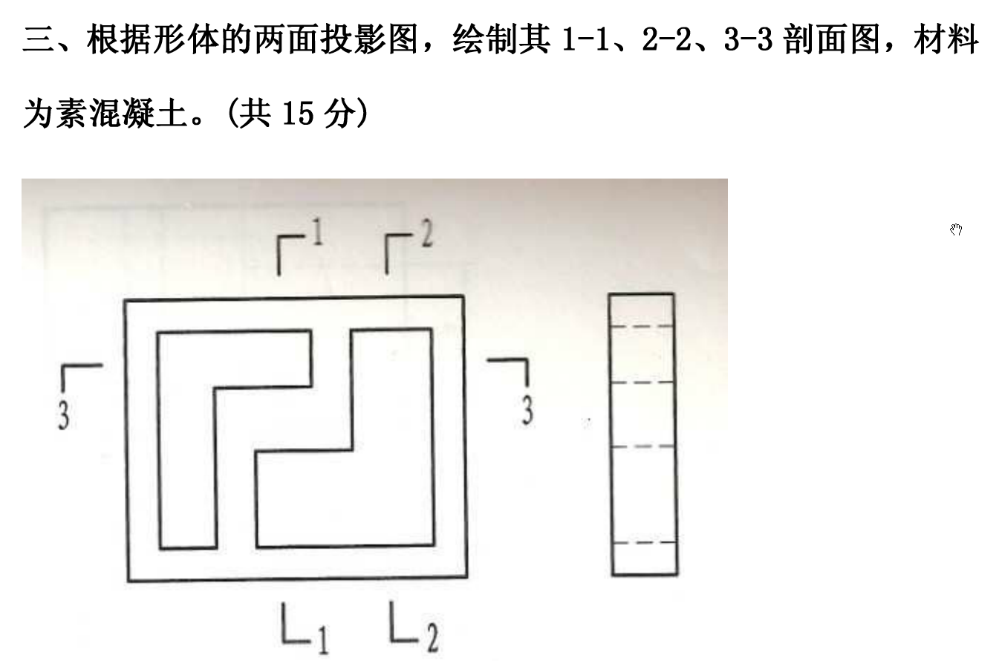 三、根据形体的两面投影图，绘制其 1-1、2-2、3-3 剖面图，材料
为素混凝土。(共 15 分)
1 2
3 3
1 2